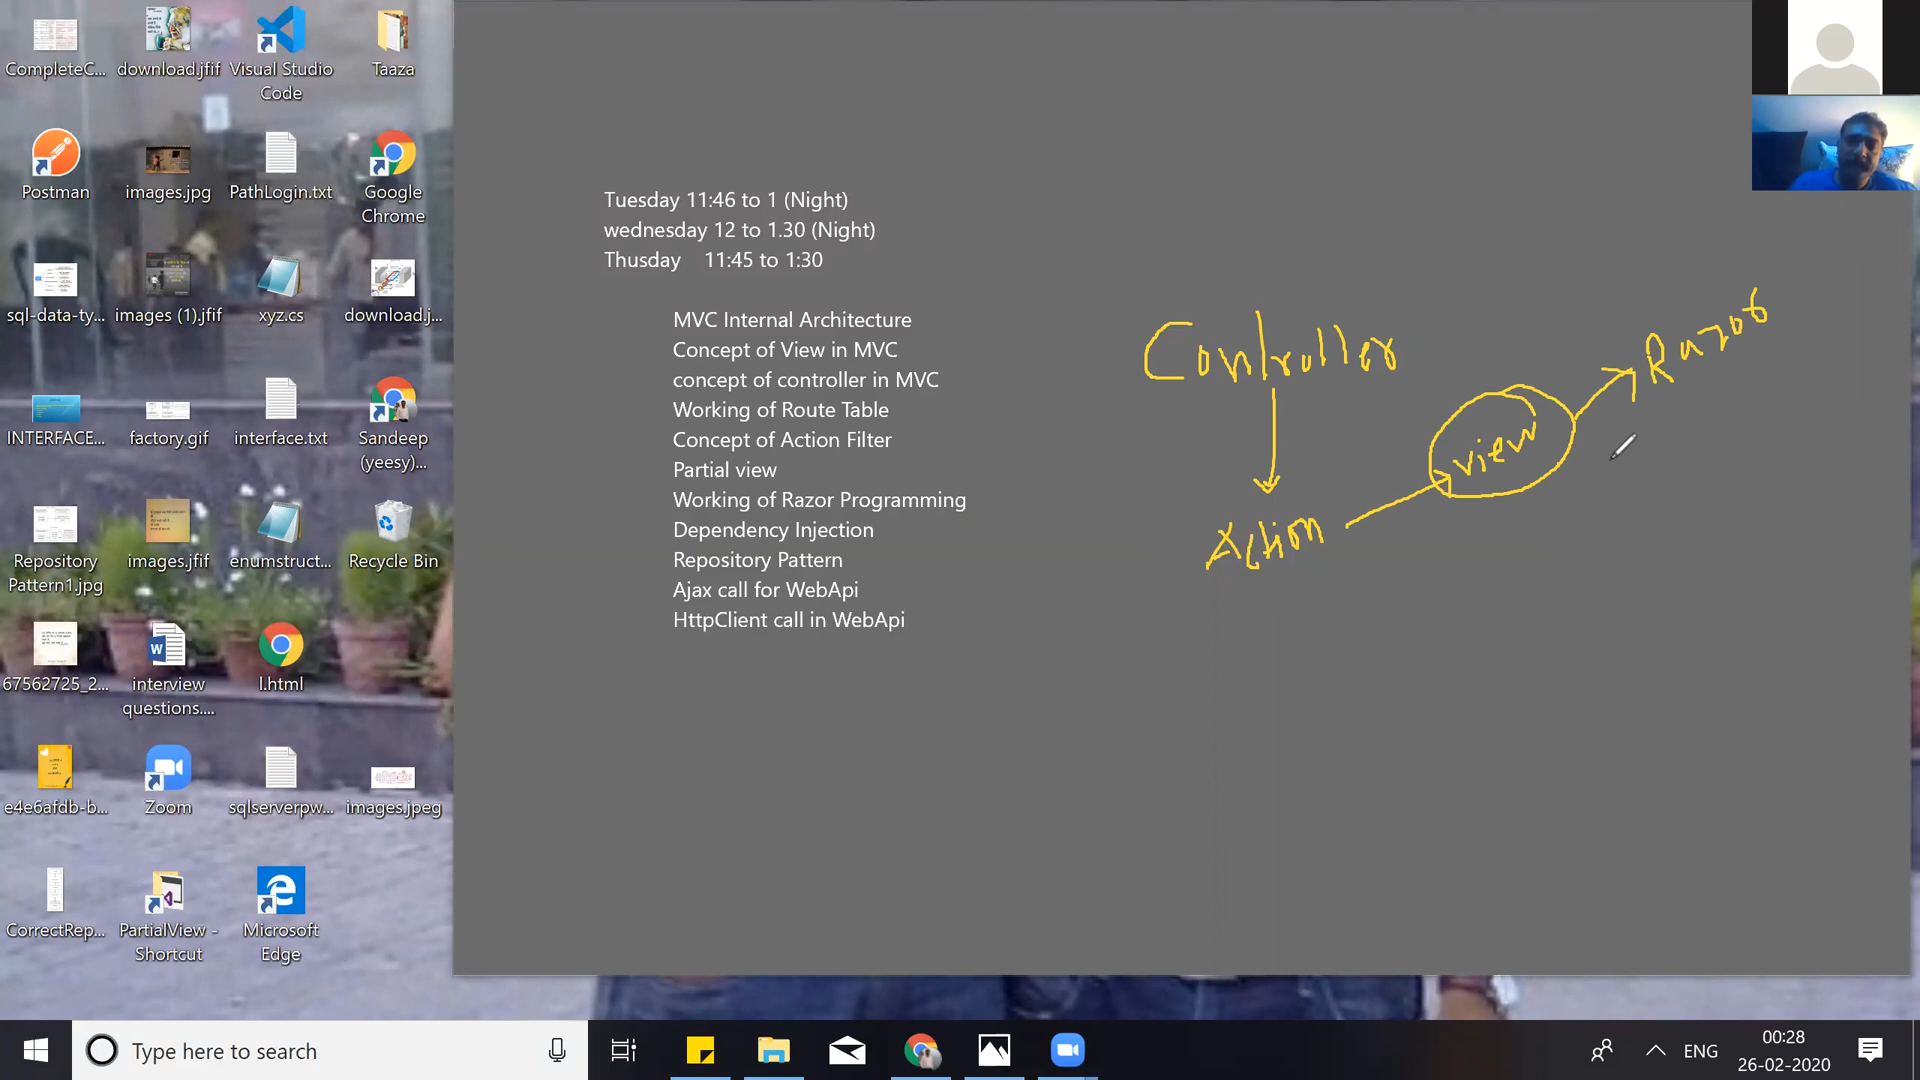 CompleteC...
download.jfif
Visual Studio
Code
Taaza
Postman
images.jpg
PathLogin.txt
Google
Chrome
sql-data-ty...
images (1).jfif
xyz.cs
download.j...
INTERFACE...
factory.gif
interface.txt
Sandeep
(yeesy)...
Repository
Pattern1.jpg
images.jfif
enumstruct...
Recycle Bin
67562725_2...
interview
questions....
l.html
e4e6afdb-b...
Zoom
sqlserverpw...
images.jpeg
CorrectRep...
PartialView -
Shortcut
Microsoft
Edge
Tuesday 11:46 to 1 (Night)
wednesday 12 to 1.30 (Night)
Thusday 11:45 to 1:30
MVC Internal Architecture
Concept of View in MVC
concept of controller in MVC
Working of Route Table
Concept of Action Filter
Partial view
Working of Razor Programming
Dependency Injection
Repository Pattern
Ajax call for WebApi
HttpClient call in WebApi
Controller
Action
view
Razor
Type here to search
ENG
00:28
26-02-2020